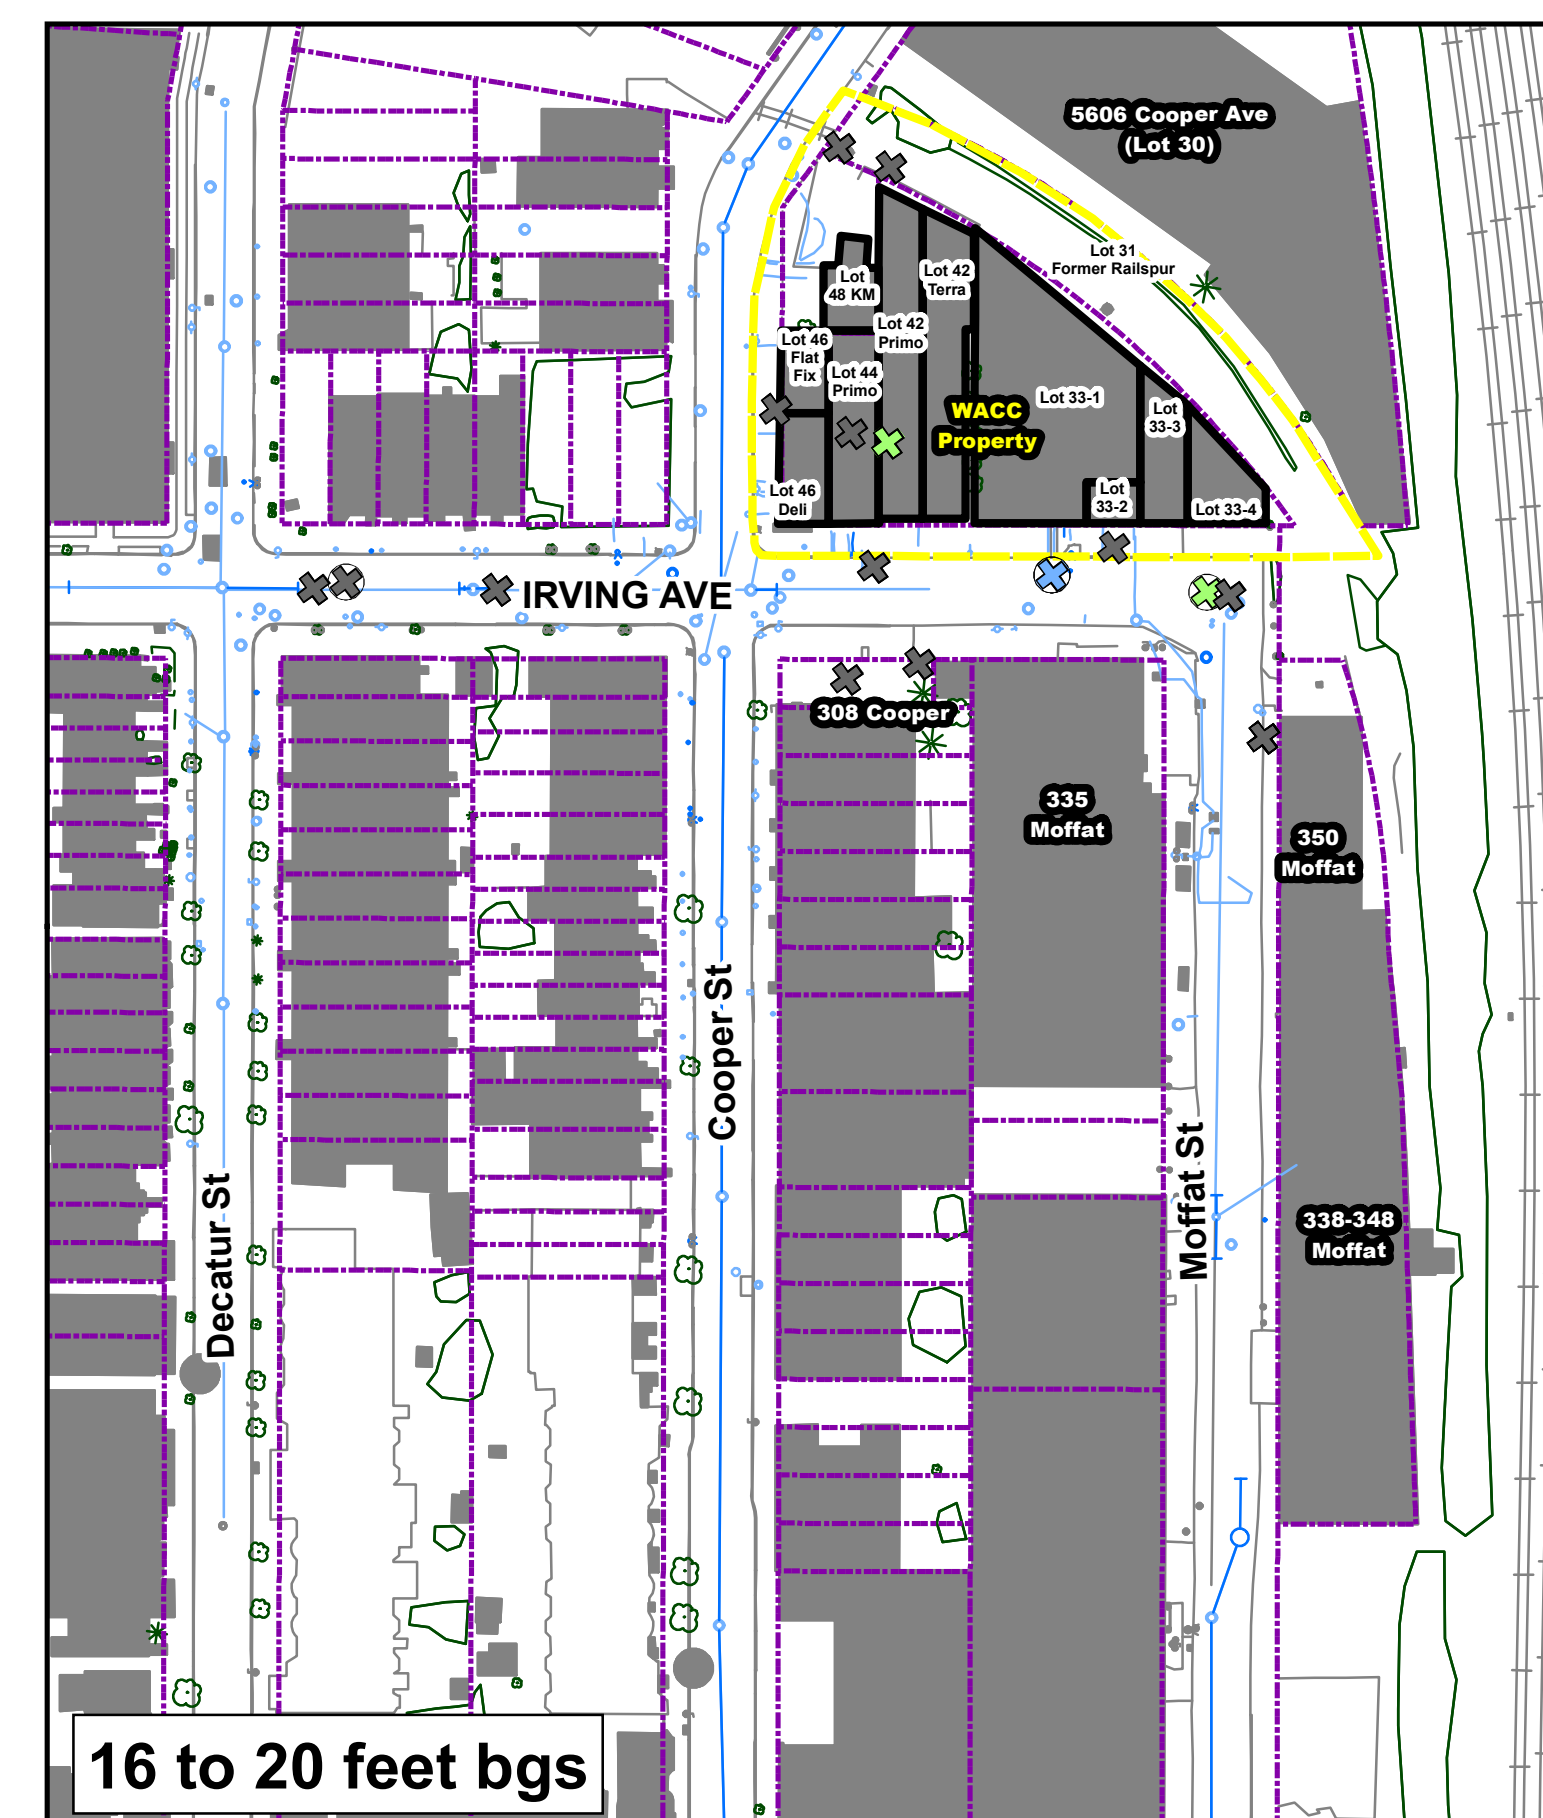 5606 Cooper Ave
(Lot 30)
Lot 31
Former Railspur
Lot
48 KM
Lot 42
Terra
Lot 42
Primo
Lot 46
Flat
Fix
Lot 44
Primo
Lot 33-1
WACC
Property
Lot
33-3
Lot 46
Deli
Lot
33-2
Lot 33-4
IRVING AVE
308 Cooper
335
Moffat
350
Moffat
Cooper St
Decatur St
Moffat St
338-348
Moffat
16 to 20 feet bgs